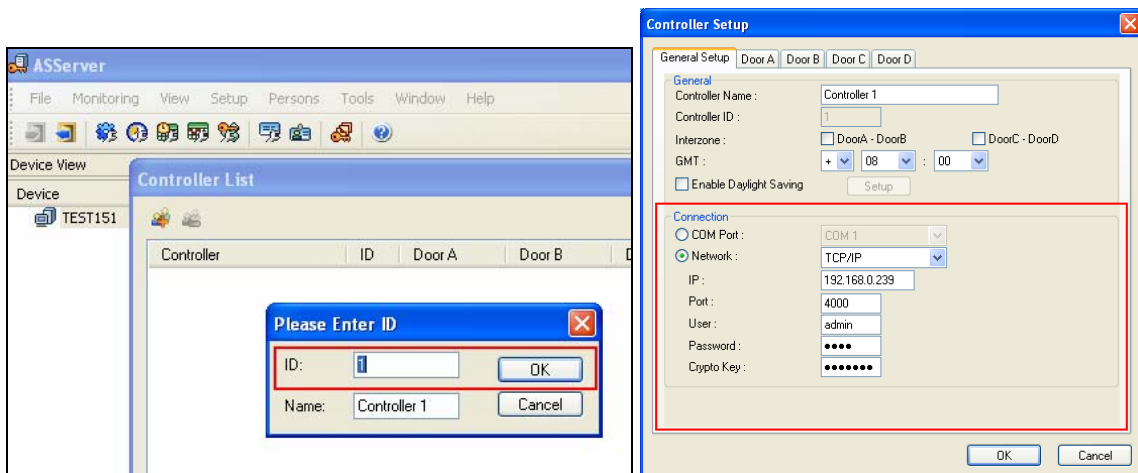 ASServer
File Monitoring View Setup Persons Tools Window Help
Device View
Device
TEST151
Controller List
Controller ID Door A Door B D
Please Enter ID
ID: 1 OK
Name: Controller 1 Cancel
Controller Setup
General Setup Door A Door B Door C Door D
General
Controller Name : Controller 1
Controller ID : 1
Interzone : DoorA - DoorB DoorC - DoorD
GMT : + 08 : 00
Enable Daylight Saving Setup
Connection
COM Port : COM 1
Network : TCP/IP
IP : 192.168.0.239
Port : 4000
User : admin
Password : ••••
Crypto Key : •••••••
OK Cancel